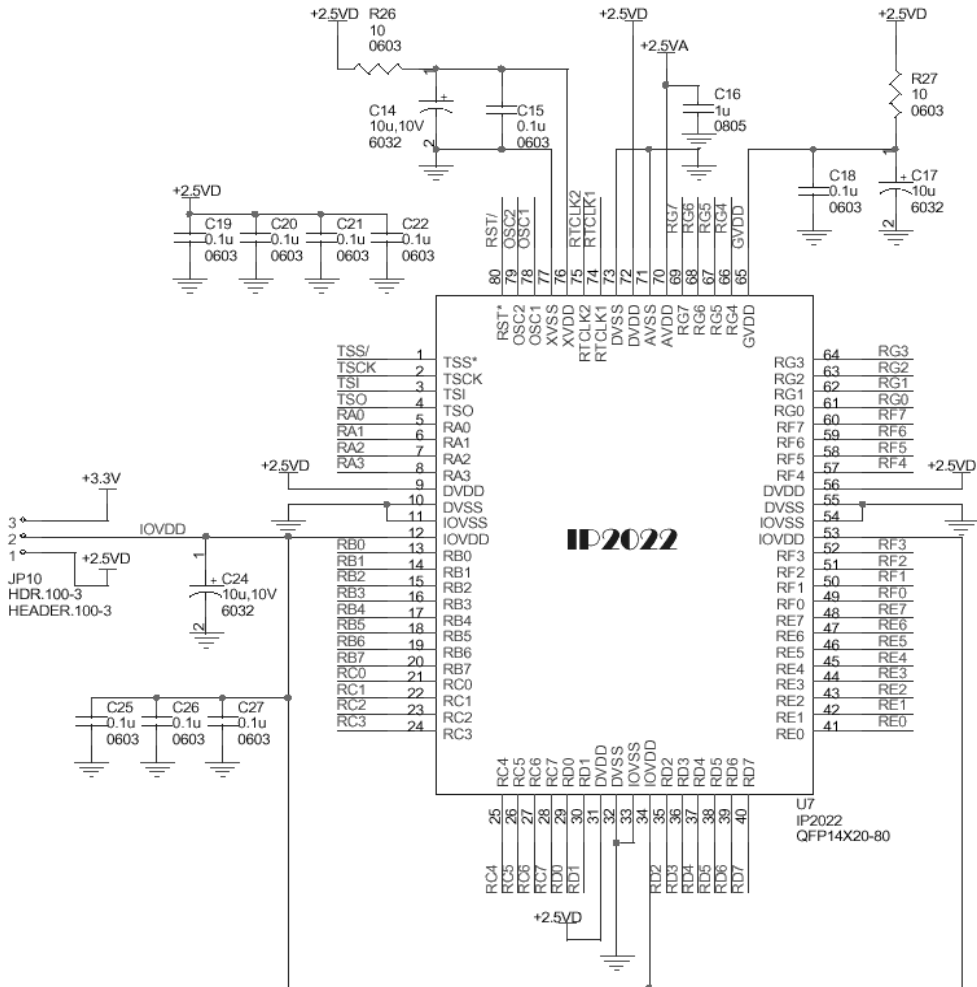 +2.5VD
R26
10
0603
+2.5VD
+2.5VA
+2.5VD
R27
10
0603
1
C14
10u,10V
6032
2
C15
0.1u
0603
C16
1u
0805
C18
0.1u
0603
1
C17
10u
6032
2
+2.5VD
C19
0.1u
0603
C20
0.1u
0603
C21
0.1u
0603
C22
0.1u
0603
RST/
OSC2
OSC1
RTCLK2
RTCLK1
RG7
RG6
RG5
RG4
GVDD
80
79
78
77
76
75
74
73
72
71
70
69
68
67
66
65
RST*
OSC2
OSC1
XVSS
XVDD
RTCLK2
RTCLK1
DVSS
DVDD
AVSS
AVDD
RG7
RG6
RG5
RG4
GVDD
TSS/ 1 TSS*
TSCK 2 TSCK
TSI 3 TSI
TSO 4 TSO
RA0 5 RA0
RA1 6 RA1
RA2 7 RA2
RA3 8 RA3
+2.5VD 9 DVDD
10 DVSS
11 IOVSS
IOVDD 12 IOVDD
RB0 13 RB0
RB1 14 RB1
RB2 15 RB2
RB3 16 RB3
RB4 17 RB4
RB5 18 RB5
RB6 19 RB6
RB7 20 RB7
RC0 21 RC0
RC1 22 RC1
RC2 23 RC2
RC3 24 RC3
IP2022
RG3 64 RG3
RG2 63 RG2
RG1 62 RG1
RG0 61 RG0
RF7 60 RF7
RF6 59 RF6
RF5 58 RF5
RF4 57 RF4
DVDD 56 +2.5VD
DVSS 55
IOVSS 54
IOVDD 53
RF3 52 RF3
RF2 51 RF2
RF1 50 RF1
RF0 49 RF0
RE7 48 RE7
RE6 47 RE6
RE5 46 RE5
RE4 45 RE4
RE3 44 RE3
RE2 43 RE2
RE1 42 RE1
RE0 41 RE0
+3.3V
3
2
1
+2.5VD
JP10
HDR.100-3
HEADER.100-3
1
C24
10u,10V
6032
2
C25
0.1u
0603
C26
0.1u
0603
C27
0.1u
0603
RC4
RC5
RC6
RC7
RD0
RD1
DVDD
DVSS
IOVSS
IOVDD
RD2
RD3
RD4
RD5
RD6
RD7
25
26
27
28
29
30
31
32
33
34
35
36
37
38
39
40
RC4
RC5
RC6
RC7
RD0
RD1
RD2
RD3
RD4
RD5
RD6
RD7
U7
IP2022
QFP14X20-80
+2.5VD